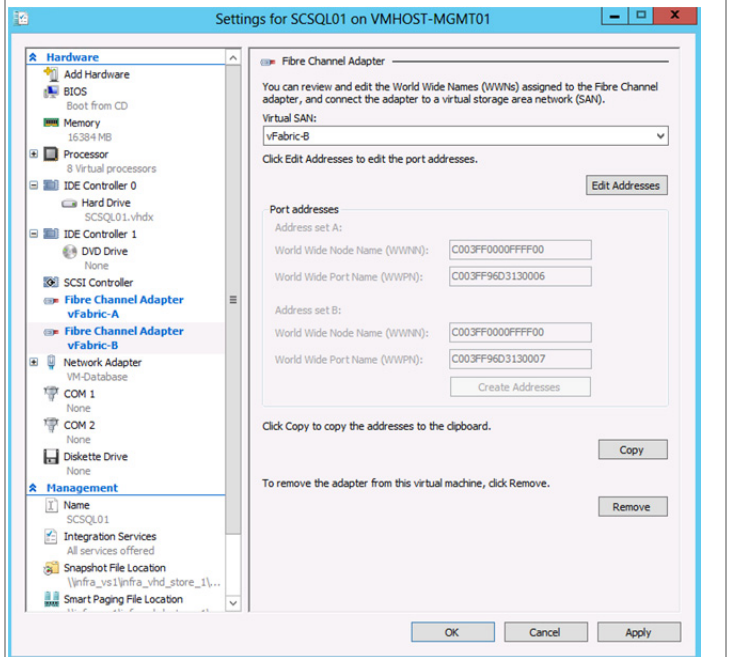 Settings for SCSQL01 on VMHOST-MGMT01
Hardware
Add Hardware
BIOS
Boot from CD
Memory
16384 MB
Processor
8 Virtual processors
IDE Controller 0
Hard Drive
SCSQL01.vhdx
IDE Controller 1
DVD Drive
None
SCSI Controller
Fibre Channel Adapter
vFabric-A
Fibre Channel Adapter
vFabric-B
Network Adapter
VM-Database
COM 1
None
COM 2
None
Diskette Drive
None
Management
Name
SCSQL01
Integration Services
All services offered
Snapshot File Location
\\infra_vs1\infra_vhd_store_1\...
Smart Paging File Location
Fibre Channel Adapter
You can review and edit the World Wide Names (WWNs) assigned to the Fibre Channel
adapter, and connect the adapter to a virtual storage area network (SAN).
Virtual SAN:
vFabric-B
Click Edit Addresses to edit the port addresses.
Edit Addresses
Port addresses
Address set A:
World Wide Node Name (WWNN): C003FF0000FFFF00
World Wide Port Name (WWPN): C003FF96D3130006
Address set B:
World Wide Node Name (WWNN): C003FF0000FFFF00
World Wide Port Name (WWPN): C003FF96D3130007
Create Addresses
Click Copy to copy the addresses to the clipboard.
Copy
To remove the adapter from this virtual machine, click Remove.
Remove
OK Cancel Apply